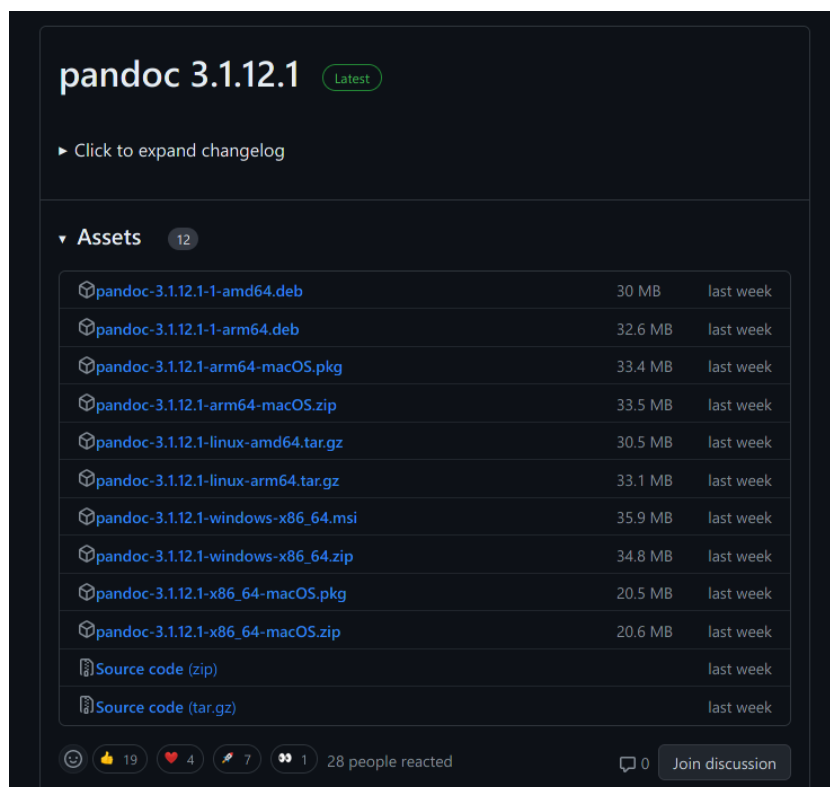 pandoc 3.1.12.1 Latest
Click to expand changelog
Assets 12
pandoc-3.1.12.1-1-amd64.deb 30 MB last week
pandoc-3.1.12.1-1-arm64.deb 32.6 MB last week
pandoc-3.1.12.1-arm64-macOS.pkg 33.4 MB last week
pandoc-3.1.12.1-arm64-macOS.zip 33.5 MB last week
pandoc-3.1.12.1-linux-amd64.tar.gz 30.5 MB last week
pandoc-3.1.12.1-linux-arm64.tar.gz 33.1 MB last week
pandoc-3.1.12.1-windows-x86_64.msi 35.9 MB last week
pandoc-3.1.12.1-windows-x86_64.zip 34.8 MB last week
pandoc-3.1.12.1-x86_64-macOS.pkg 20.5 MB last week
pandoc-3.1.12.1-x86_64-macOS.zip 20.6 MB last week
Source code (zip) last week
Source code (tar.gz) last week
19 4 7 1 28 people reacted 0 Join discussion